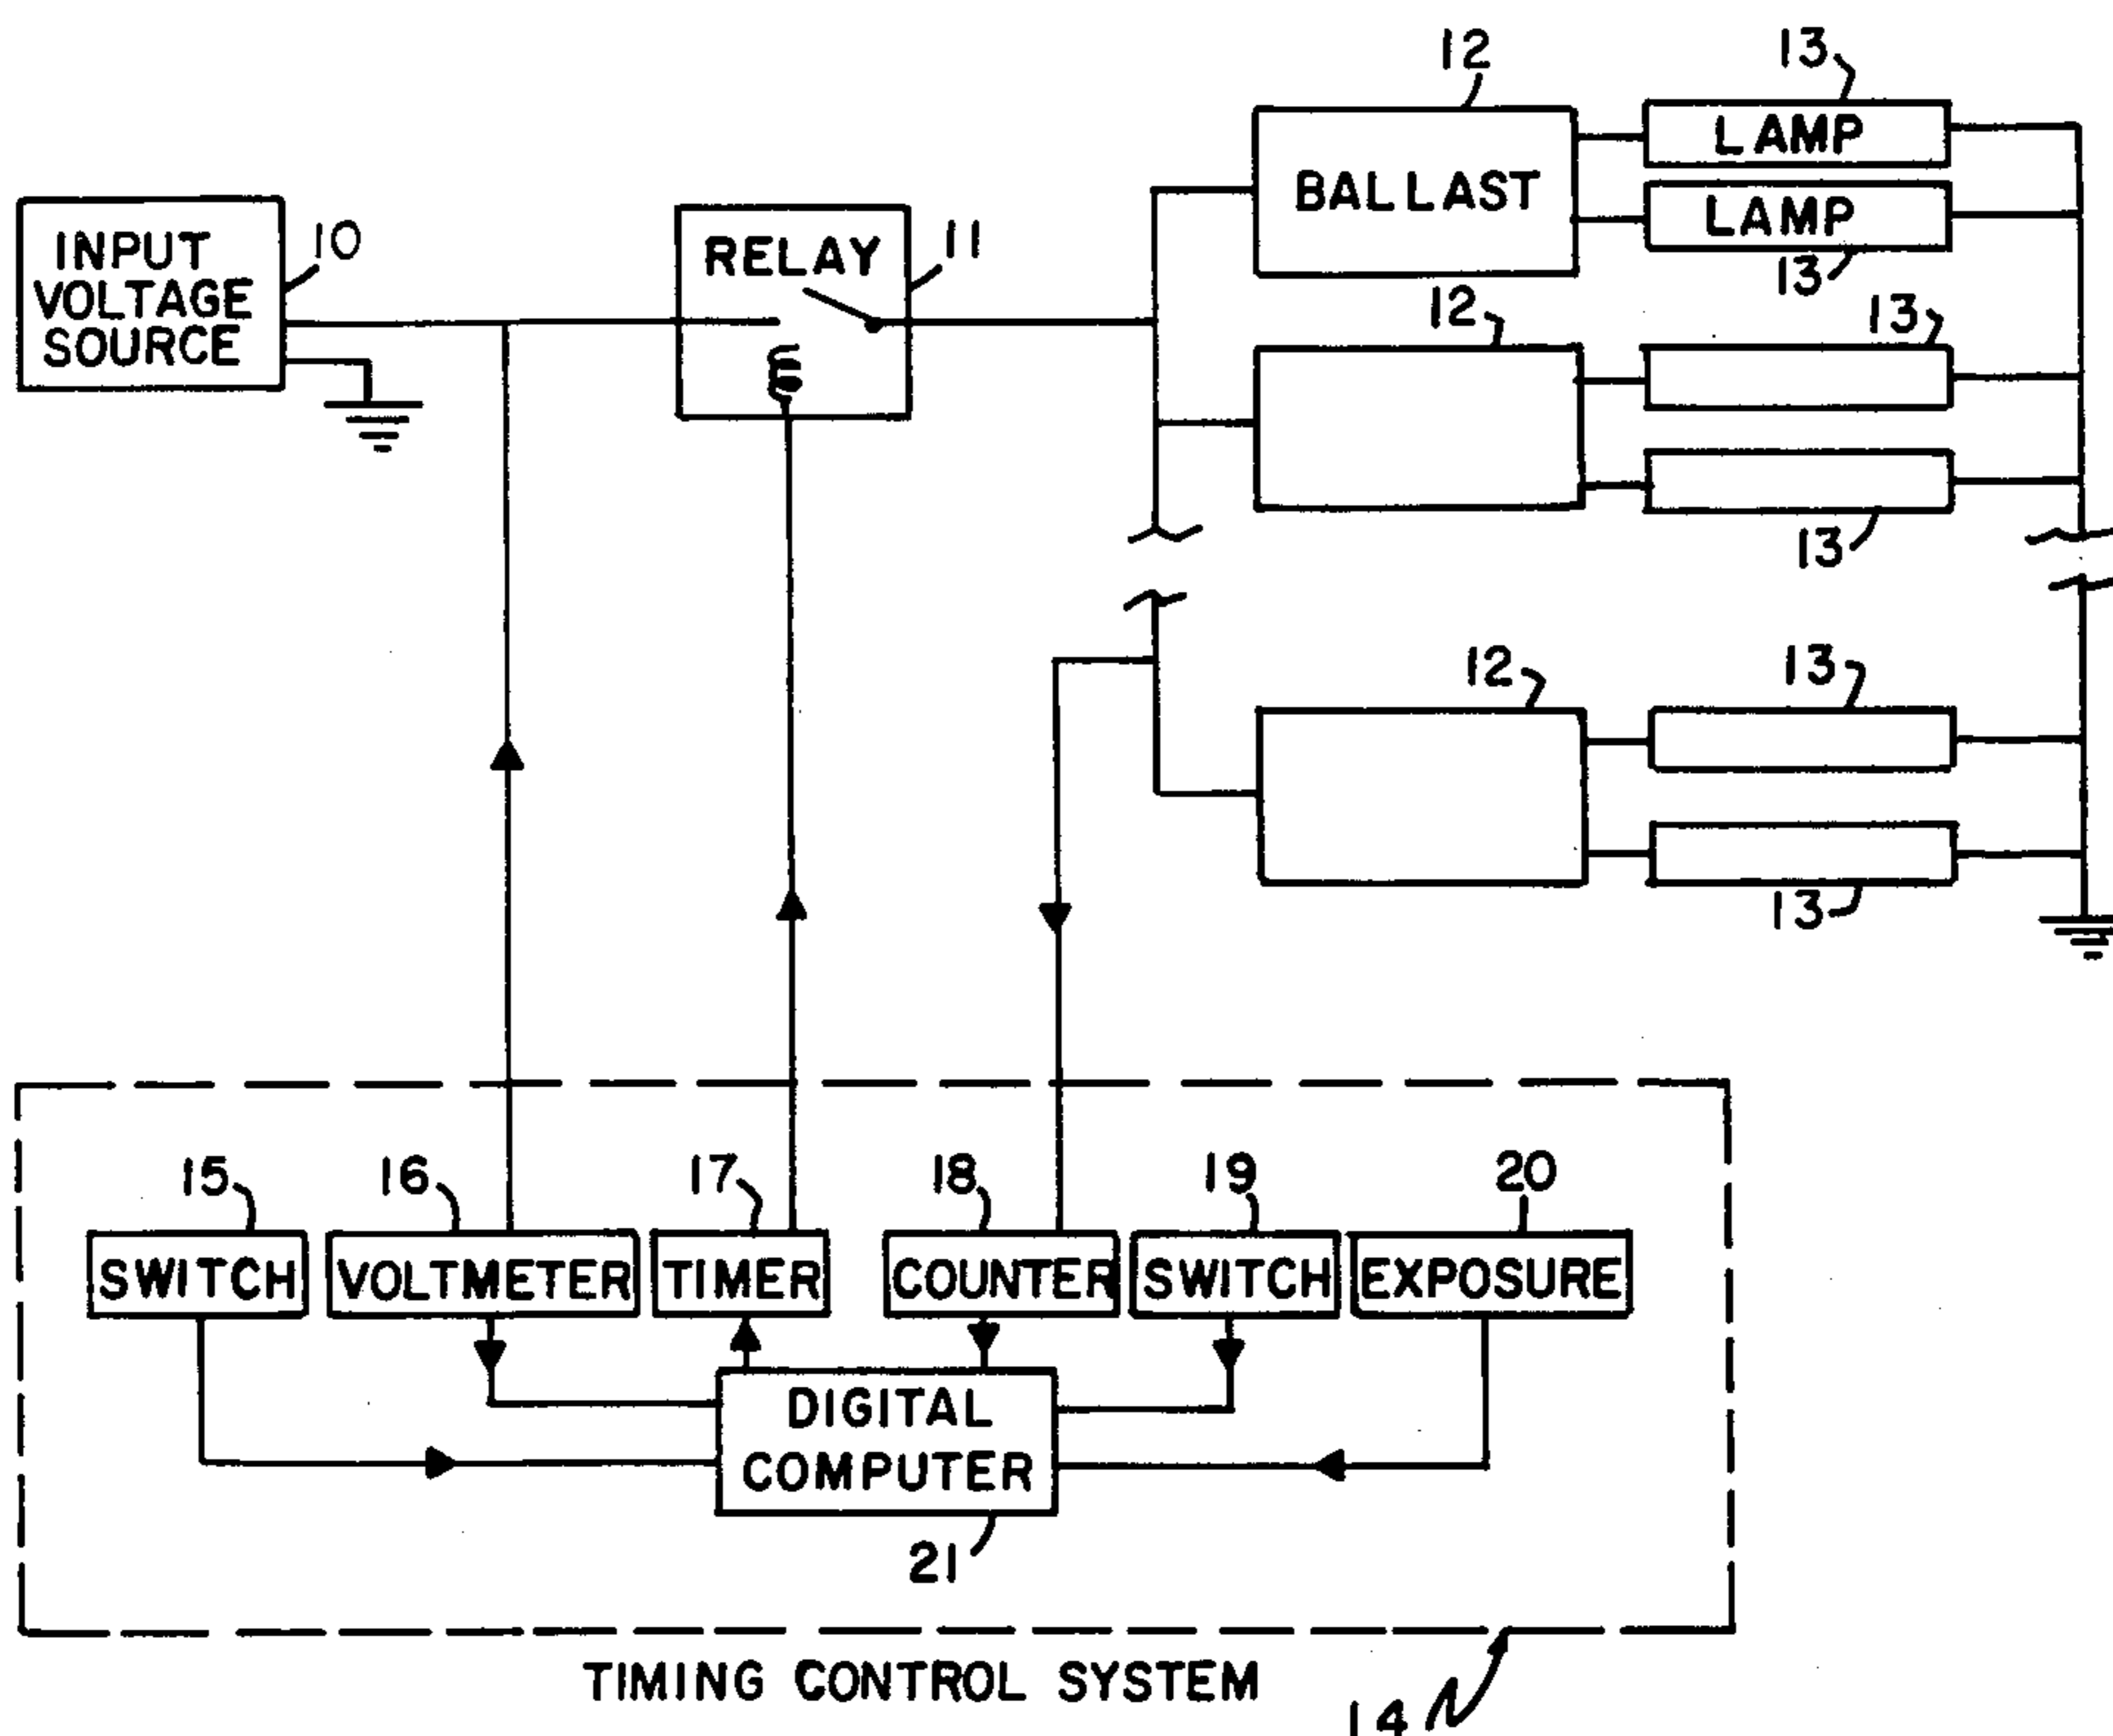 12
13
LAMP
BALLAST
LAMP
13
INPUT
VOLTAGE
SOURCE
10
RELAY
11
12
13
13
12
13
13
15
16
17
18
19
20
SWITCH
VOLTMETER
TIMER
COUNTER
SWITCH
EXPOSURE
DIGITAL
COMPUTER
21
TIMING CONTROL SYSTEM
14